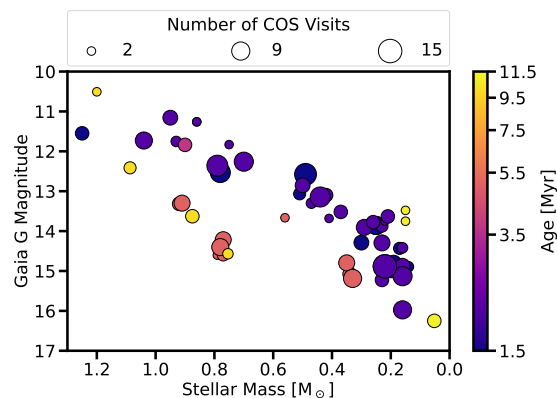 Number of COS Visits
2 9 15
10
11
12
13
14
15
16
17
Gaia G Magnitude
1.2 1.0 0.8 0.6 0.4 0.2 0.0
Stellar Mass [M⊙]
11.5
9.5
7.5
5.5
3.5
1.5
Age [Myr]